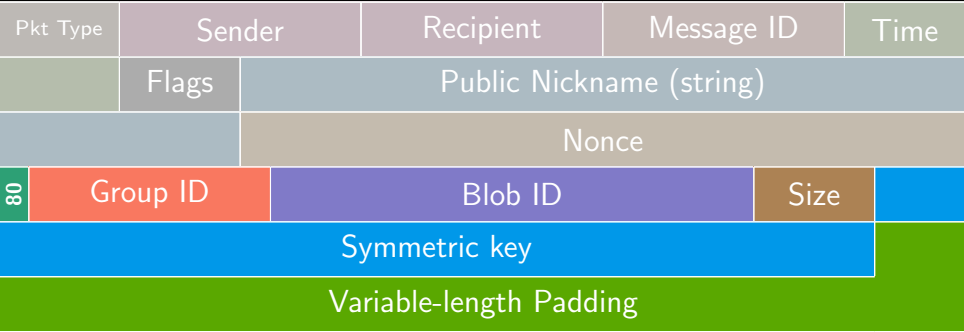 Pkt Type Sender Recipient Message ID Time
Flags Public Nickname (string)
Nonce
80 Group ID Blob ID Size
Symmetric key
Variable-length Padding